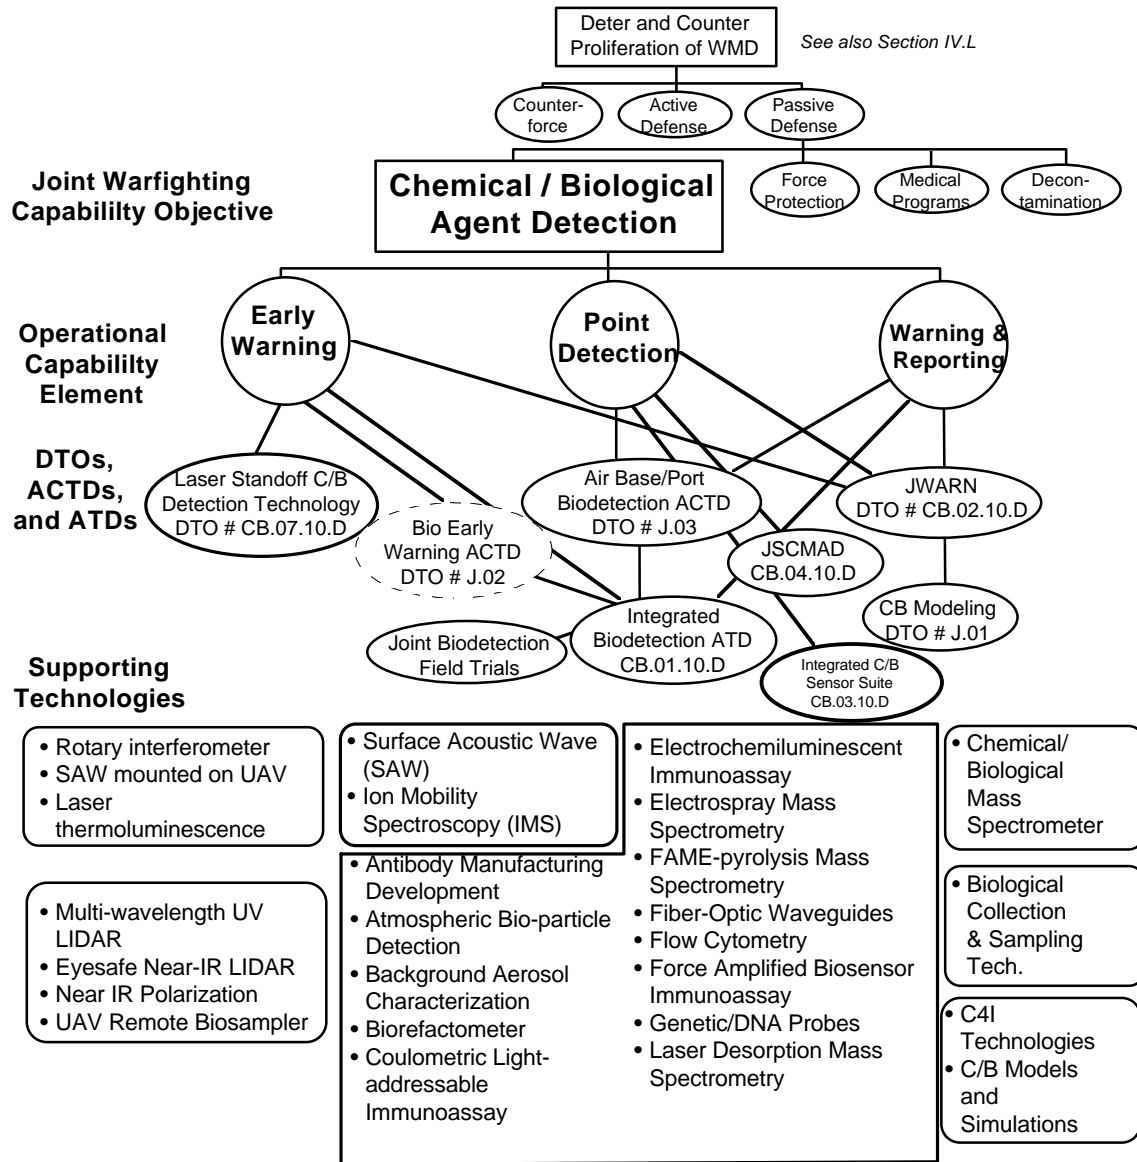 Deter and Counter
Proliferation of WMD
See also Section IV.L
Counter-
force
Active
Defense
Passive
Defense
Joint Warfighting
Capabililty Objective
Chemical / Biological
Agent Detection
Force
Protection
Medical
Programs
Decon-
tamination
Operational
Capabililty
Element
Early
Warning
Point
Detection
Warning &
Reporting
DTOs,
ACTDs,
and ATDs
Laser Standoff C/B
Detection Technology
DTO # CB.07.10.D
Bio Early
Warning ACTD
DTO # J.02
Air Base/Port
Biodetection ACTD
DTO # J.03
JWARN
DTO # CB.02.10.D
JSCMAD
CB.04.10.D
CB Modeling
DTO # J.01
Joint Biodetection
Field Trials
Integrated
Biodetection ATD
CB.01.10.D
Integrated C/B
Sensor Suite
CB.03.10.D
Supporting
Technologies
• Rotary interferometer
• SAW mounted on UAV
• Laser
thermoluminescence
• Multi-wavelength UV
LIDAR
• Eyesafe Near-IR LIDAR
• Near IR Polarization
• UAV Remote Biosampler
• Surface Acoustic Wave
(SAW)
• Ion Mobility
Spectroscopy (IMS)
• Antibody Manufacturing
Development
• Atmospheric Bio-particle
Detection
• Background Aerosol
Characterization
• Biorefactometer
• Coulometric Light-
addressable
Immunoassay
• Electrochemiluminescent
Immunoassay
• Electrospray Mass
Spectrometry
• FAME-pyrolysis Mass
Spectrometry
• Fiber-Optic Waveguides
• Flow Cytometry
• Force Amplified Biosensor
Immunoassay
• Genetic/DNA Probes
• Laser Desorption Mass
Spectrometry
• Chemical/
Biological
Mass
Spectrometer
• Biological
Collection
& Sampling
Tech.
• C4I
Technologies
• C/B Models
and
Simulations